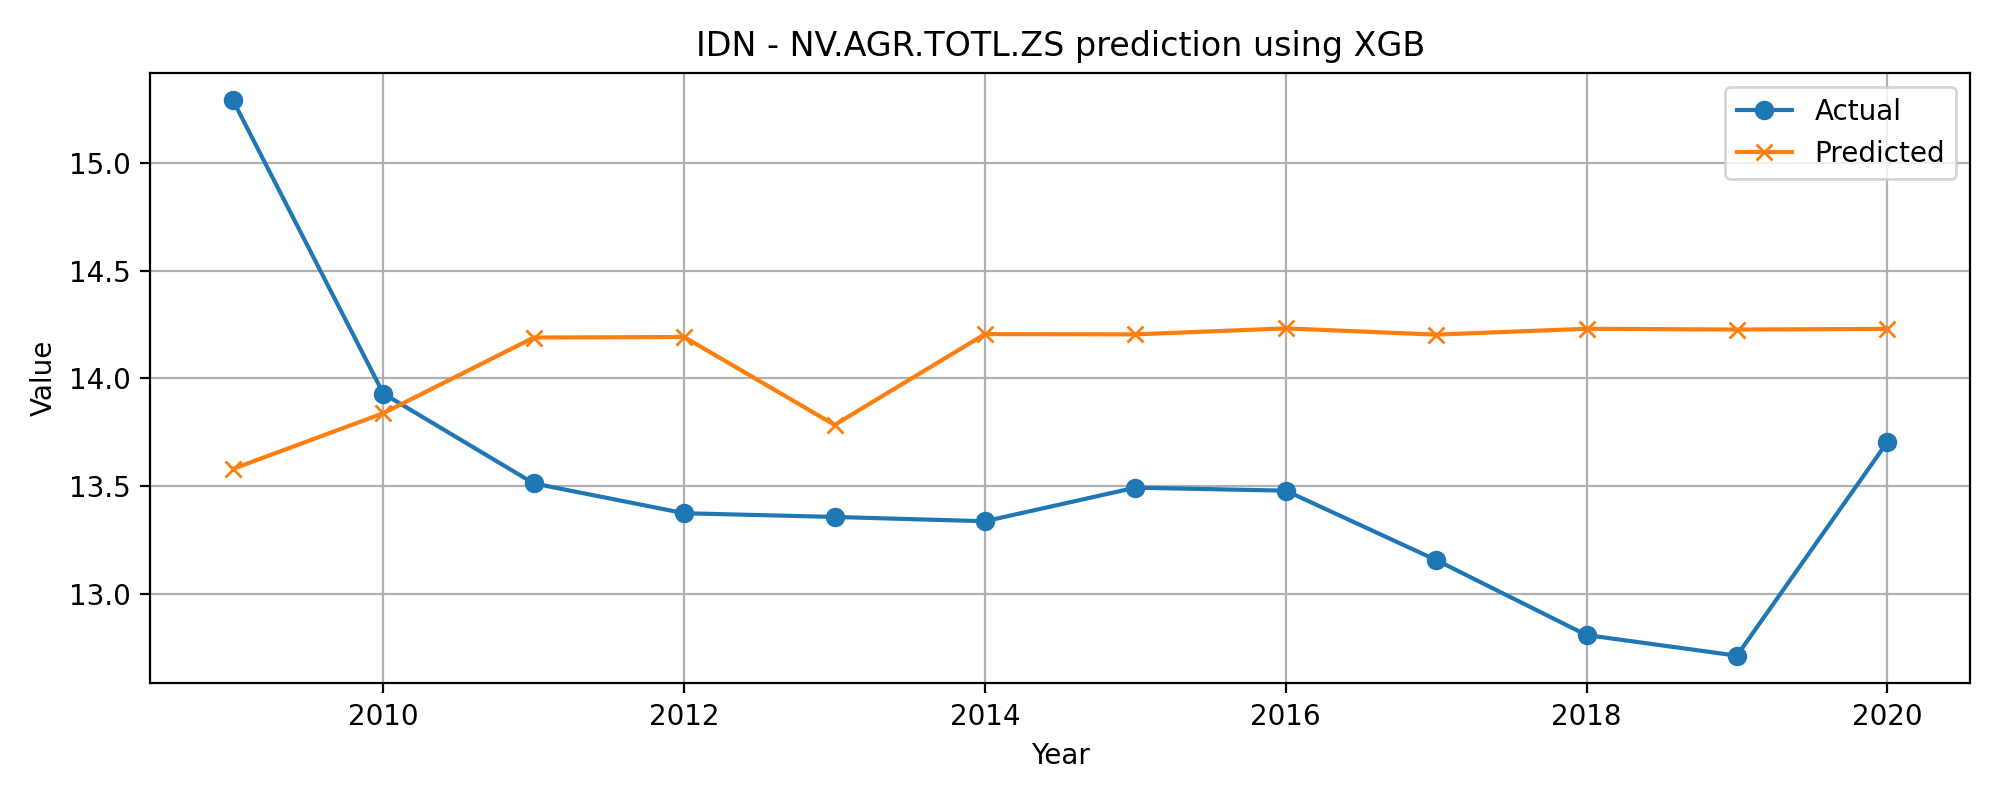 IDN - NV.AGR.TOTL.ZS prediction using XGB
Actual
Predicted
Value
15.0
14.5
14.0
13.5
13.0
2010 2012 2014 2016 2018 2020
Year